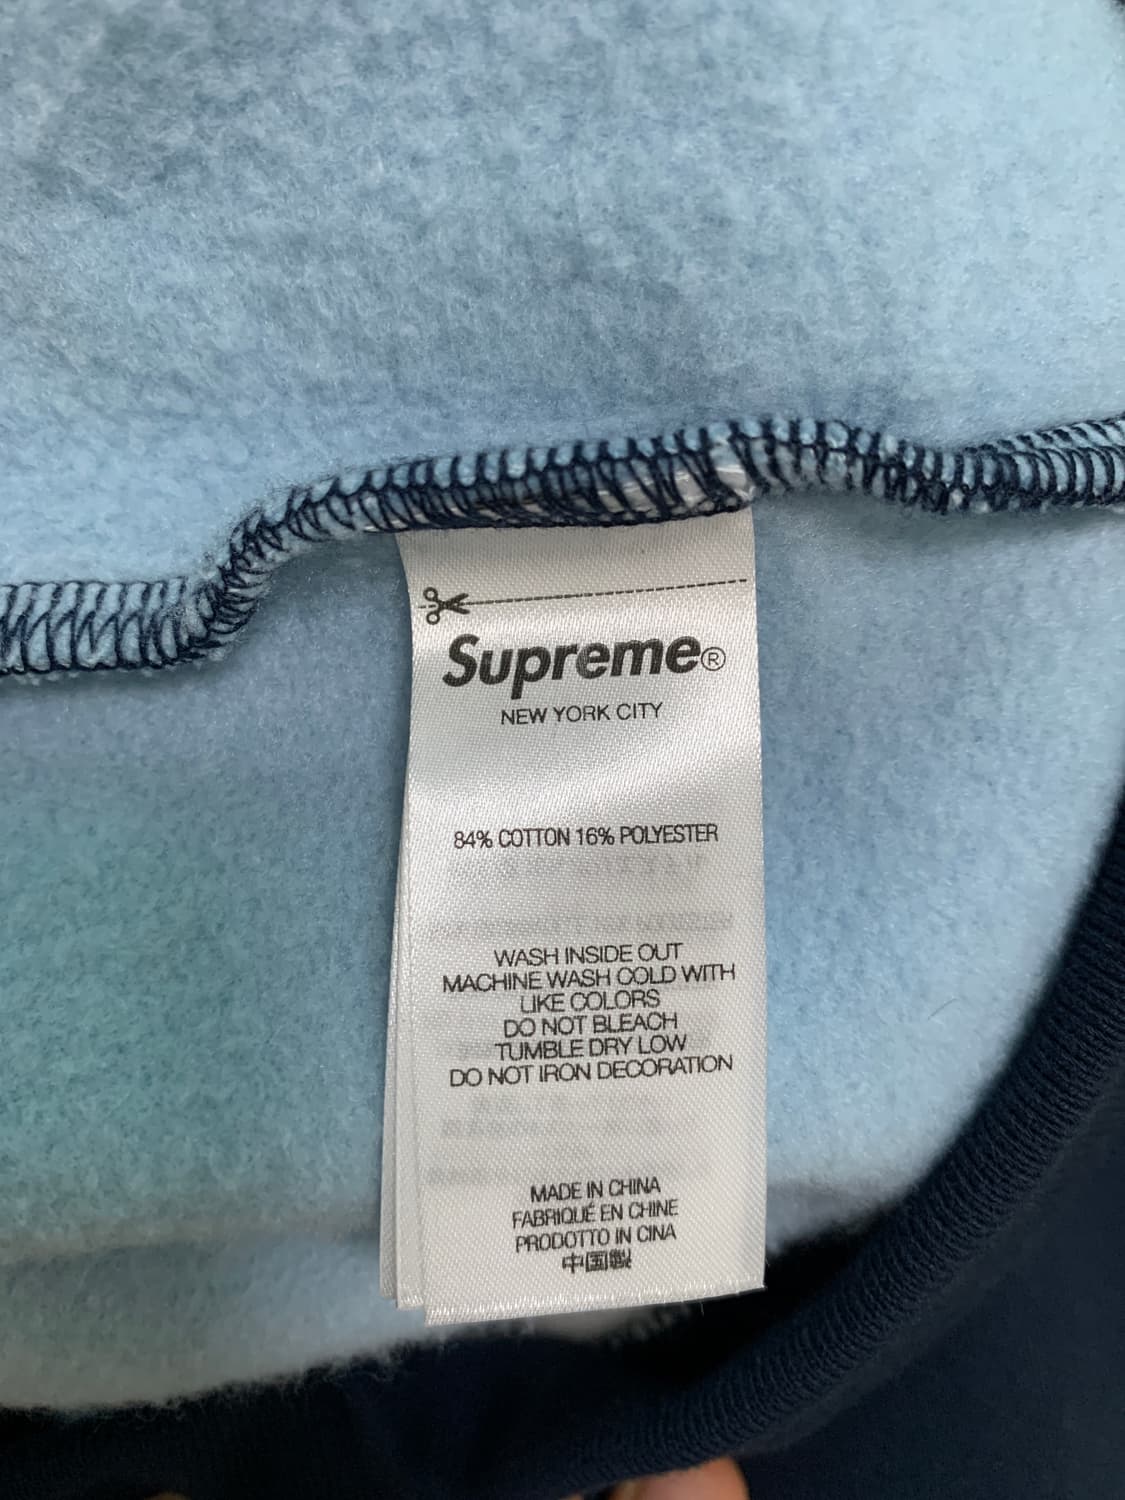 Supreme®
NEW YORK CITY
84% COTTON 16% POLYESTER
WASH INSIDE OUT
MACHINE WASH COLD WITH
LIKE COLORS
DO NOT BLEACH
TUMBLE DRY LOW
DO NOT IRON DECORATION
MADE IN CHINA
FABRIQUÉ EN CHINE
PRODOTTO IN CINA
中国製